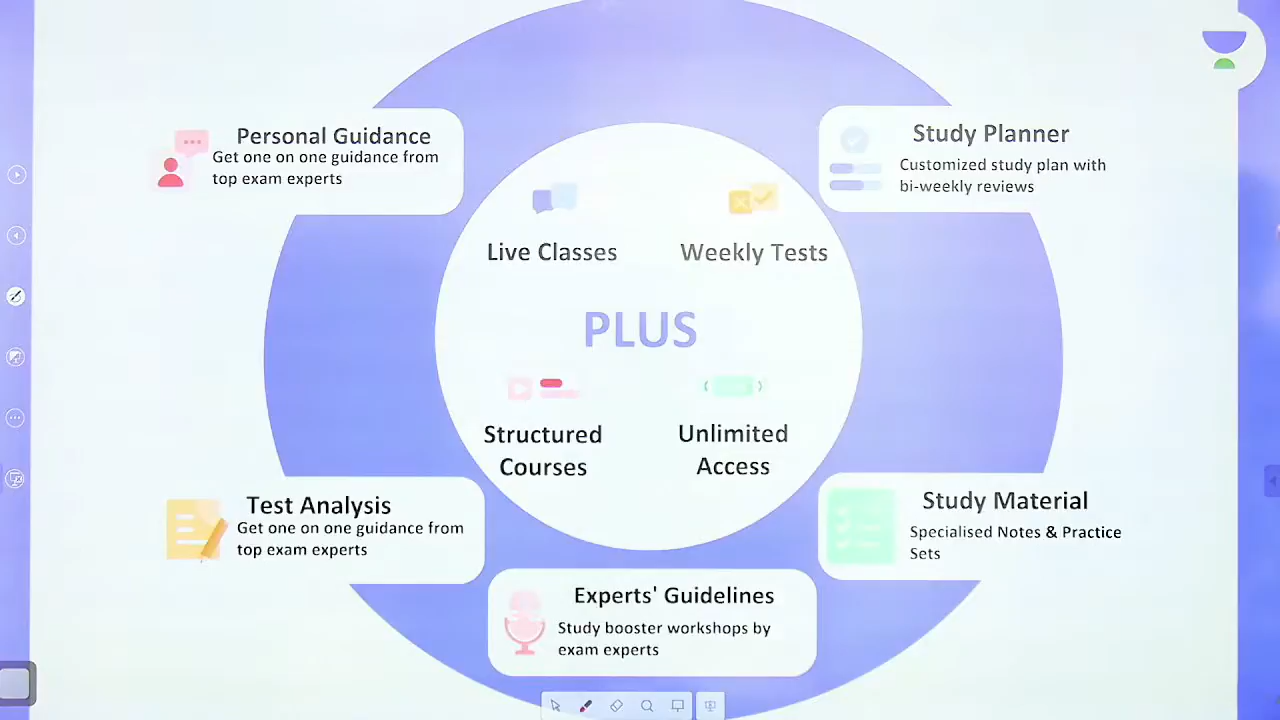 Personal Guidance
Get one on one guidance from
top exam experts
Study Planner
Customized study plan with
bi-weekly reviews
Live Classes
Weekly Tests
PLUS
Structured
Courses
Unlimited
Access
Test Analysis
Get one on one guidance from
top exam experts
Study Material
Specialised Notes & Practice
Sets
Experts' Guidelines
Study booster workshops by
exam experts